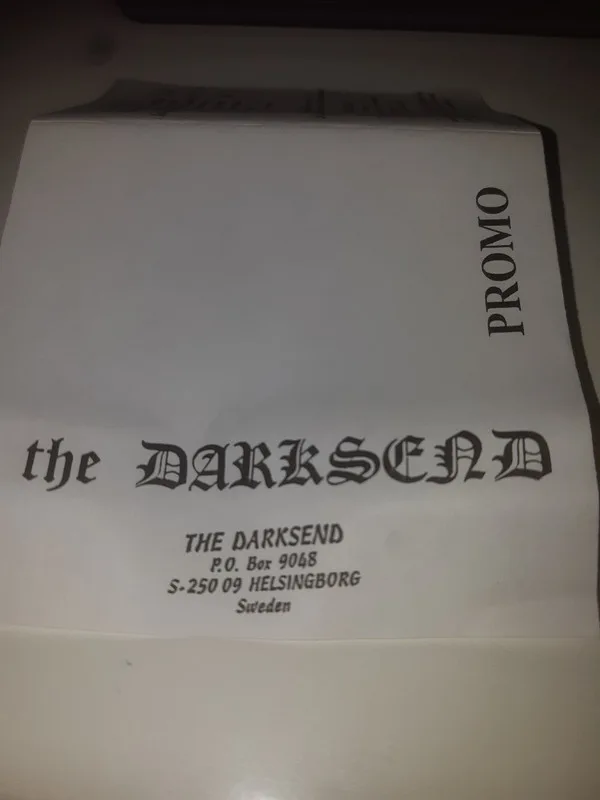 PROMO
the DARKSEND
THE DARKSEND
P.O. Box 9048
S-250 09 HELSINGBORG
Sweden